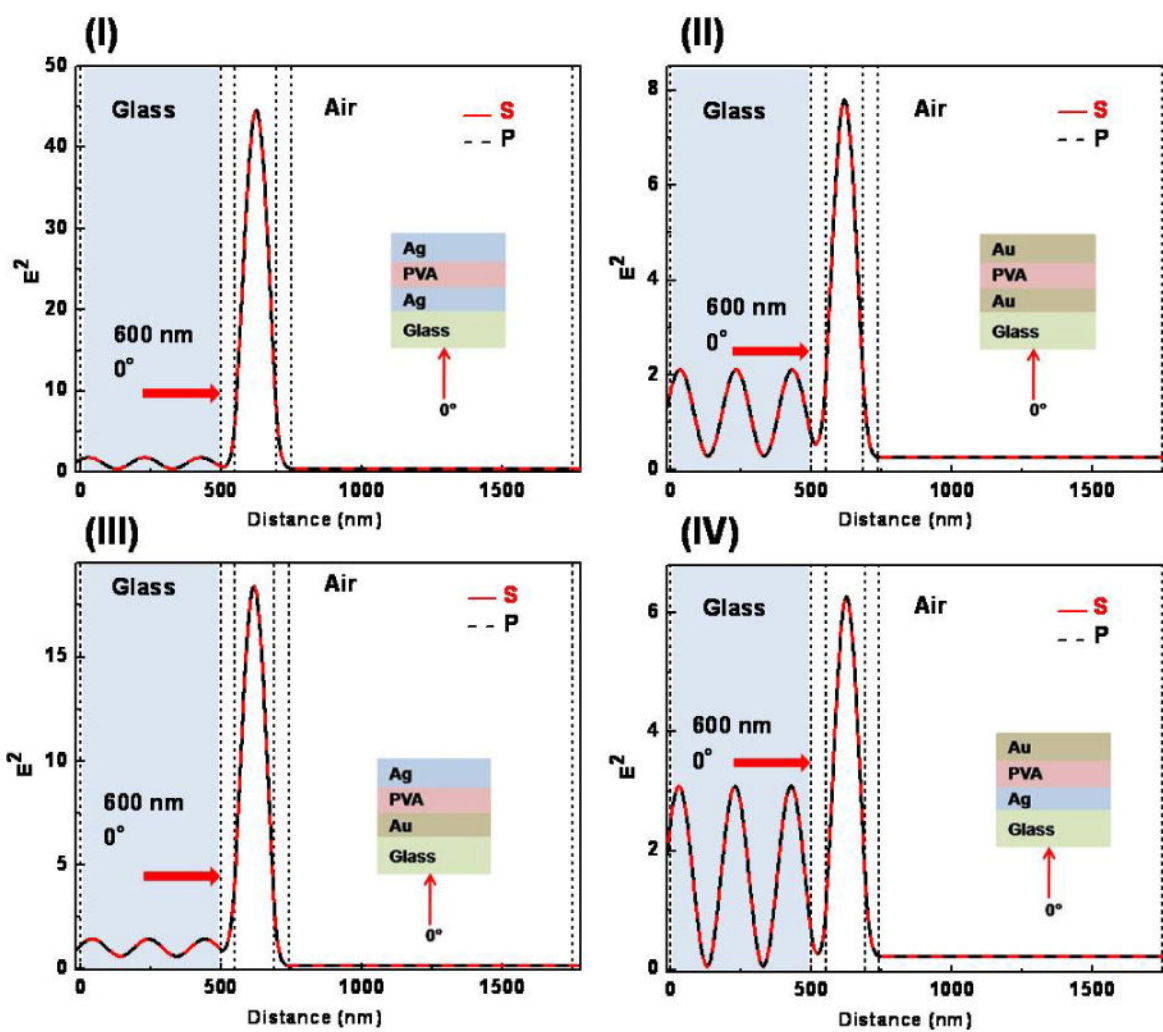 (I)
50
40
30
20
10
0
E²
Glass
Air
S
P
600 nm
0°
Ag
PVA
Ag
Glass
0°
0
500
1000
1500
Distance (nm)
(II)
8
6
4
2
0
E²
Glass
Air
S
P
600 nm
0°
Au
PVA
Au
Glass
0°
0
500
1000
1500
Distance (nm)
(III)
15
10
5
0
E²
Glass
Air
S
P
600 nm
0°
Ag
PVA
Au
Glass
0°
0
500
1000
1500
Distance (nm)
(IV)
6
4
2
0
E²
Glass
Air
S
P
600 nm
0°
Au
PVA
Ag
Glass
0°
0
500
1000
1500
Distance (nm)